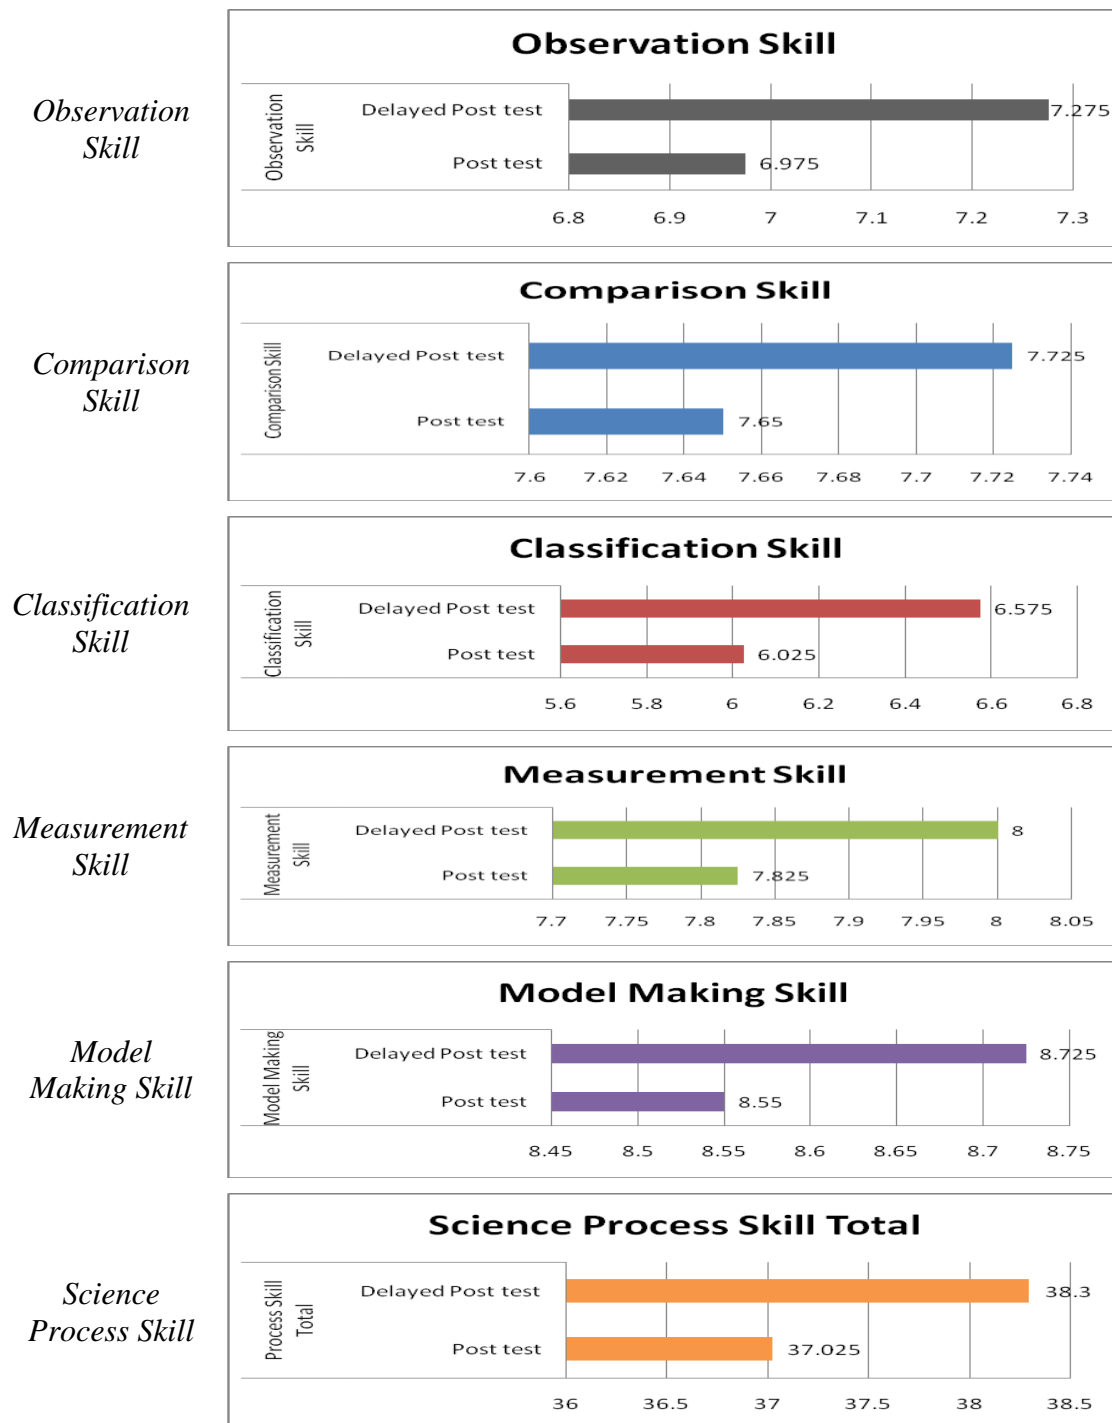 Observation
Skill
Observation Skill
Observation
Skill
Delayed Post test
7.275
Post test
6.975
6.8 6.9 7 7.1 7.2 7.3
Comparison
Skill
Comparison Skill
Comparison Skill
Delayed Post test
7.725
Post test
7.65
7.6 7.62 7.64 7.66 7.68 7.7 7.72 7.74
Classification
Skill
Classification Skill
Classification
Skill
Delayed Post test
6.575
Post test
6.025
5.6 5.8 6 6.2 6.4 6.6 6.8
Measurement
Skill
Measurement Skill
Measurement
Skill
Delayed Post test
8
Post test
7.825
7.7 7.75 7.8 7.85 7.9 7.95 8 8.05
Model
Making Skill
Model Making Skill
Model Making
Skill
Delayed Post test
8.725
Post test
8.55
8.45 8.5 8.55 8.6 8.65 8.7 8.75
Science
Process Skill
Science Process Skill Total
Process Skill
Total
Delayed Post test
38.3
Post test
37.025
36 36.5 37 37.5 38 38.5